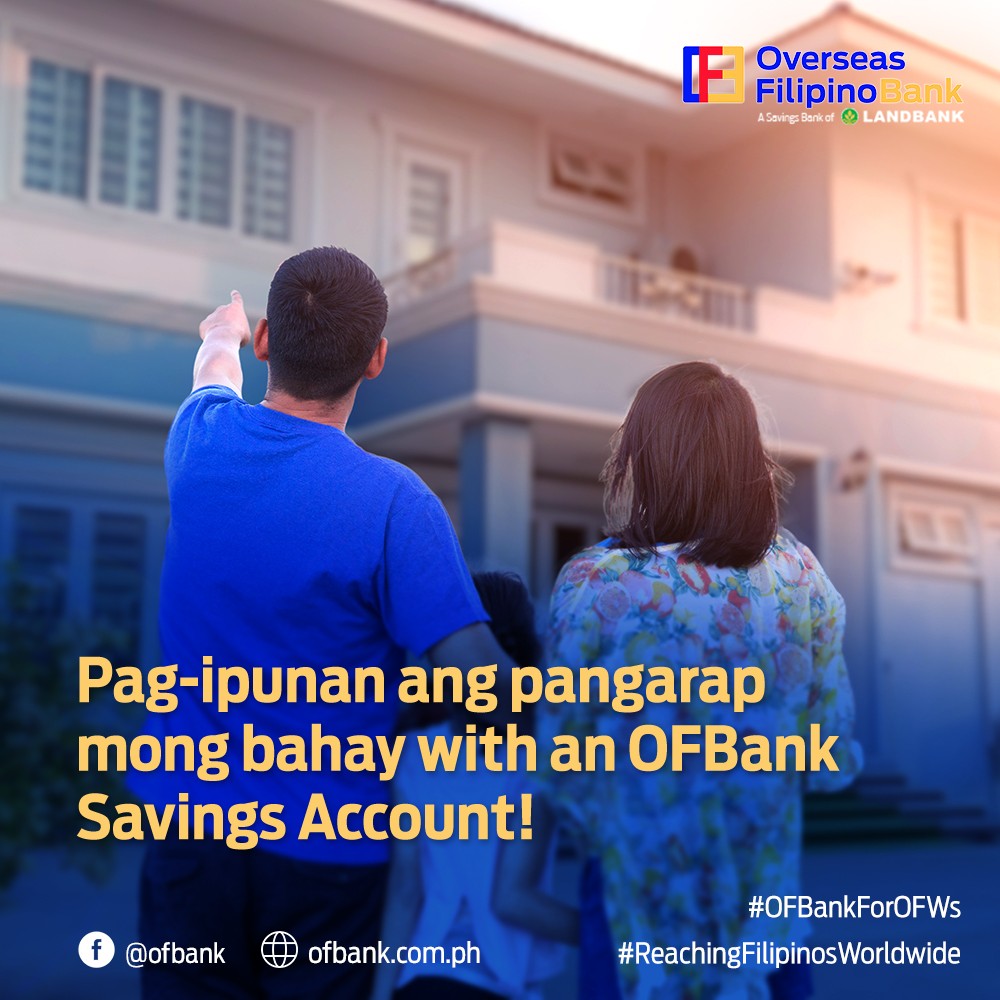 Overseas
FilipinoBank
A Savings Bank of LANDBANK
Pag-ipunan ang pangarap
mong bahay with an OFBank
Savings Account!
#OFBankForOFWs
@ofbank ofbank.com.ph #ReachingFilipinosWorldwide